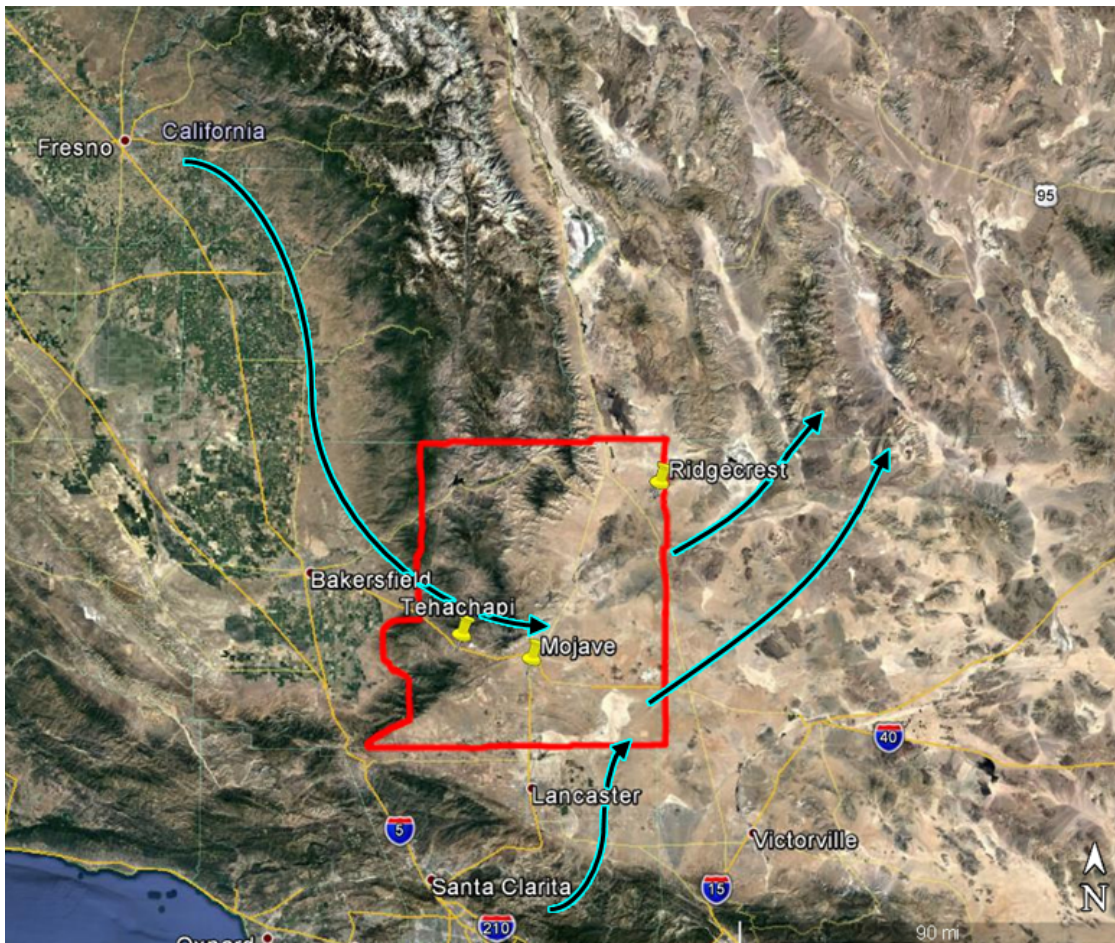 California
Fresno
95
Ridgecrest
Bakersfield
Tehachapi
Mojave
40
Lancaster
5
Victorville
Santa Clarita
15
N
210
90 mi